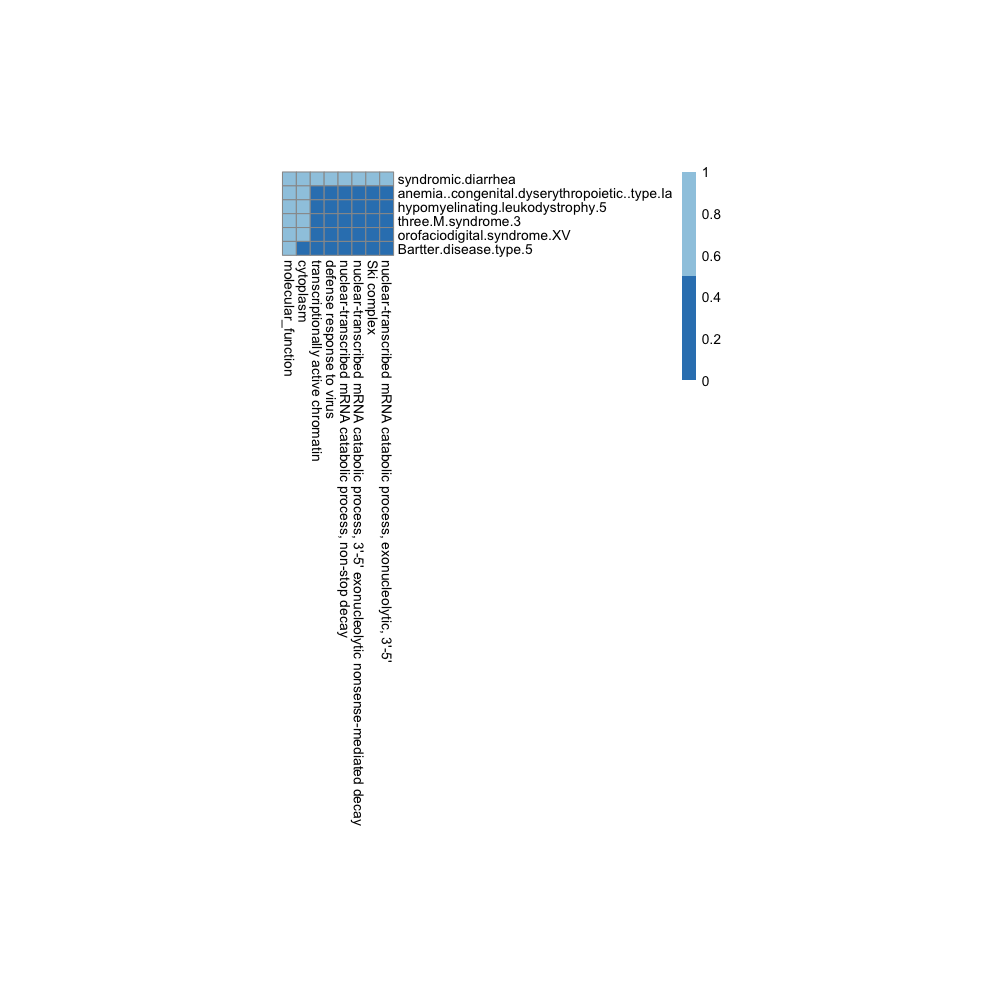 syndromic.diarrhea
anemia..congenital.dyserythropoietic..type.Ia
hypomyelinating.leukodystrophy.5
three.M.syndrome.3
orofaciodigital.syndrome.XV
Bartter.disease.type.5
molecular_function
cytoplasm
transcriptionally active chromatin
defense response to virus
nuclear-transcribed mRNA catabolic process, non-stop decay
nuclear-transcribed mRNA catabolic process, 3'-5' exonucleolytic nonsense-mediated decay
Ski complex
nuclear-transcribed mRNA catabolic process, exonucleolytic, 3'-5'
1
0.8
0.6
0.4
0.2
0